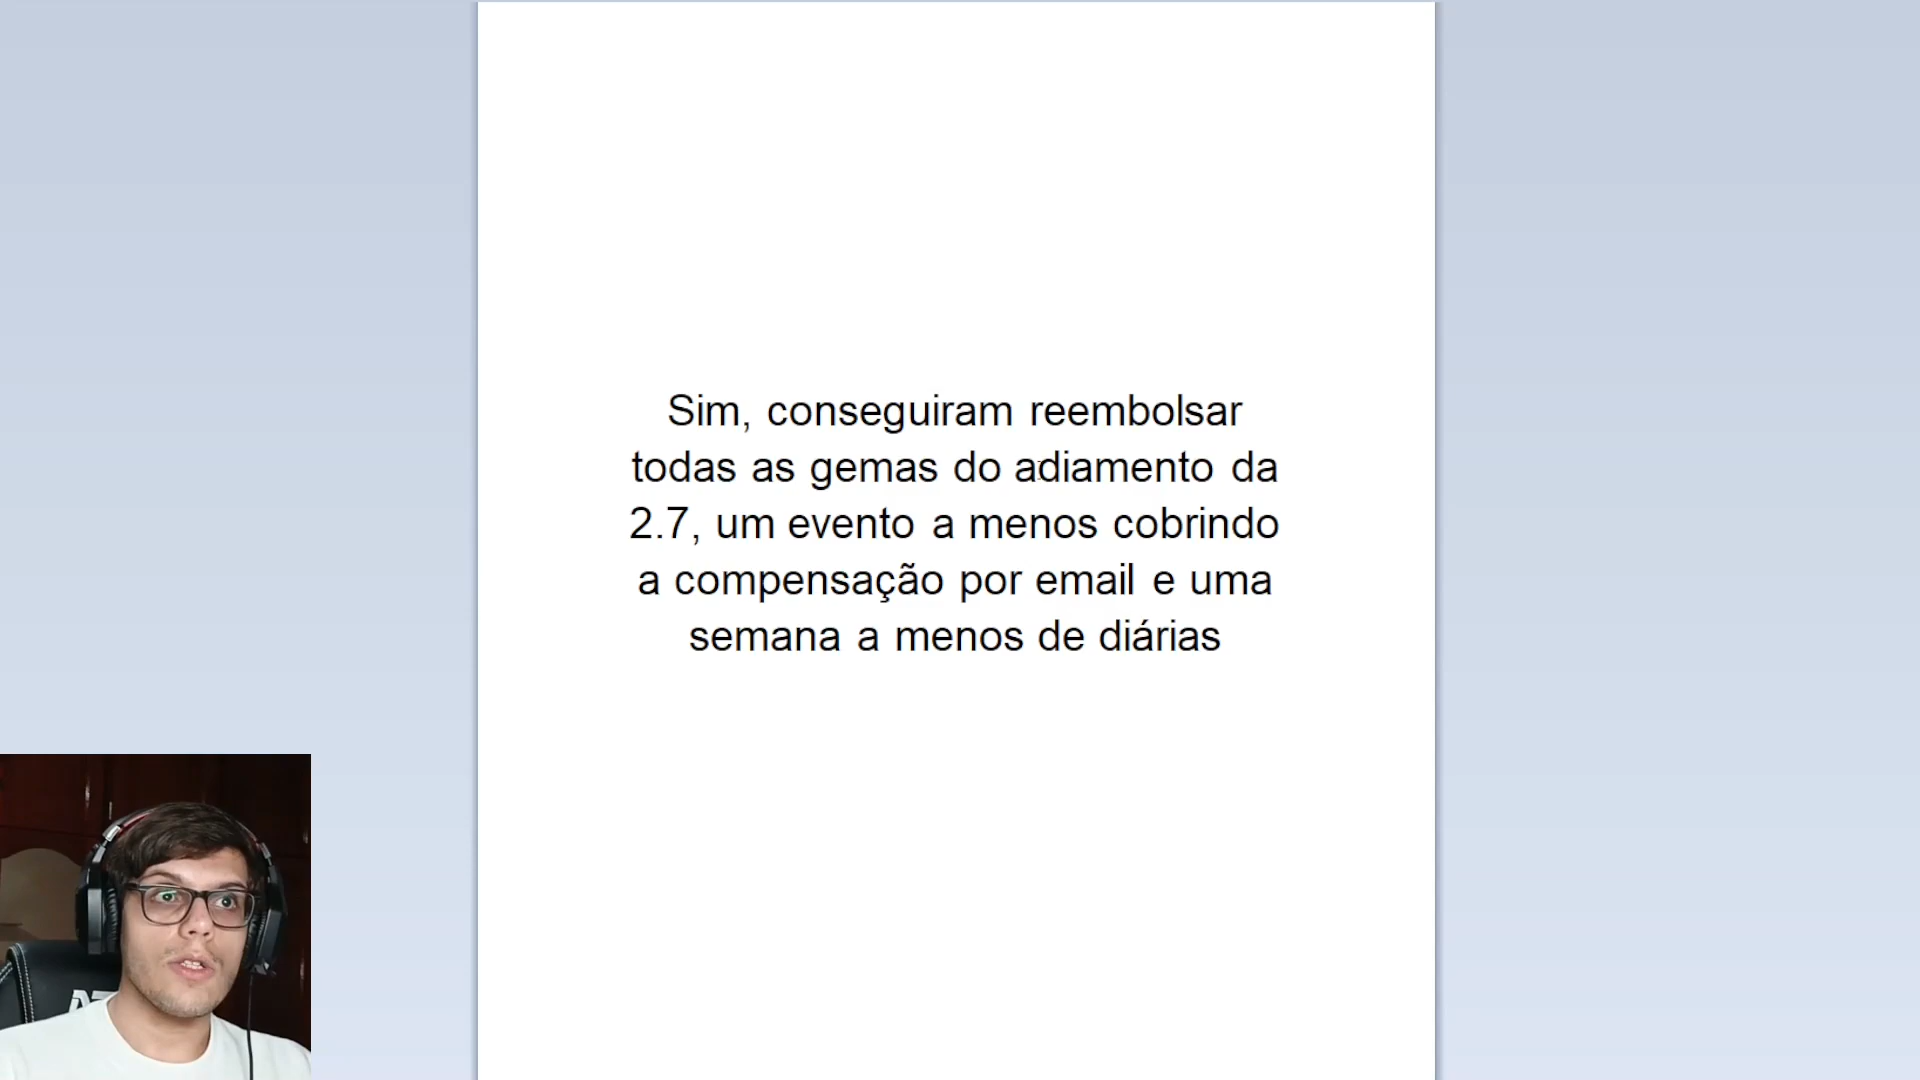 Sim, conseguiram reembolsar
todas as gemas do adiamento da
2.7, um evento a menos cobrindo
a compensação por email e uma
semana a menos de diárias